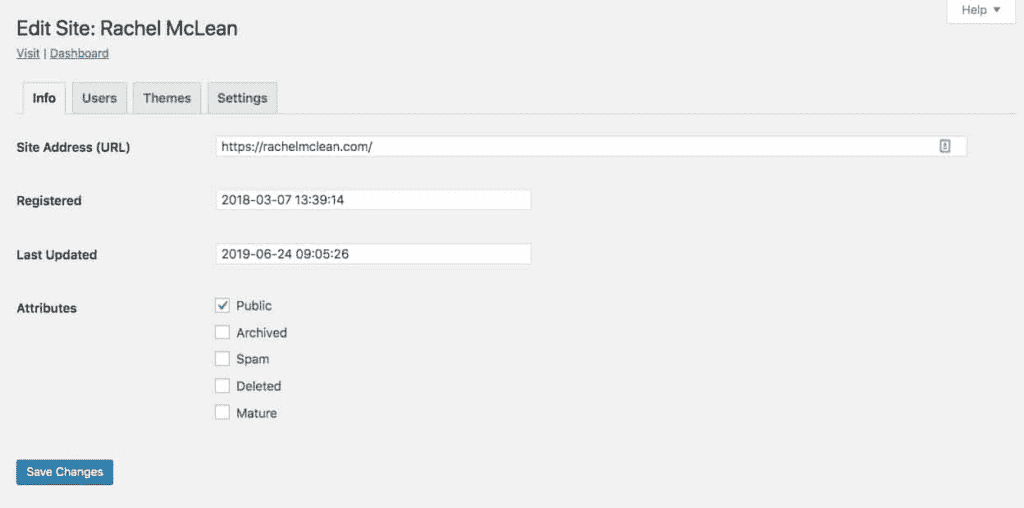 Help
Edit Site: Rachel McLean
Visit | Dashboard
Info Users Themes Settings
Site Address (URL) https://rachelmclean.com/
Registered 2018-03-07 13:39:14
Last Updated 2019-06-24 09:05:26
Attributes Public
Archived
Spam
Deleted
Mature
Save Changes